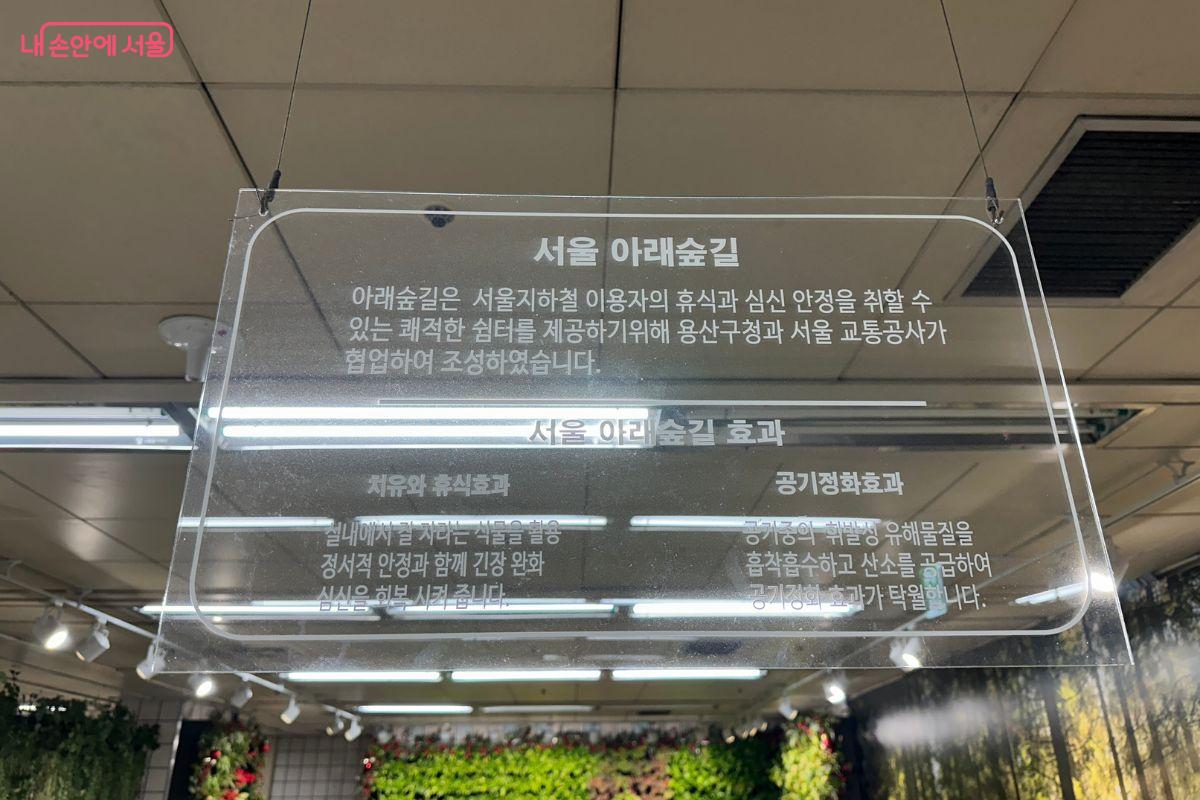 내 손안에 서울
서울 아래숲길
아래숲길은 서울지하철 이용자의 휴식과 심신 안정을 취할 수
있는 쾌적한 쉼터를 제공하기위해 용산구청과 서울 교통공사가
협업하여 조성하였습니다.
서울 아래숲길 효과
치유와 휴식효과
실내에서 잘 자라는 식물을 활용
정서적 안정과 함께 긴장 완화
심신을 회복 시켜 줍니다.
공기정화효과
공기중의 휘발성 유해물질을
흡착흡수하고 산소를 공급하여
공기정화 효과가 탁월합니다.